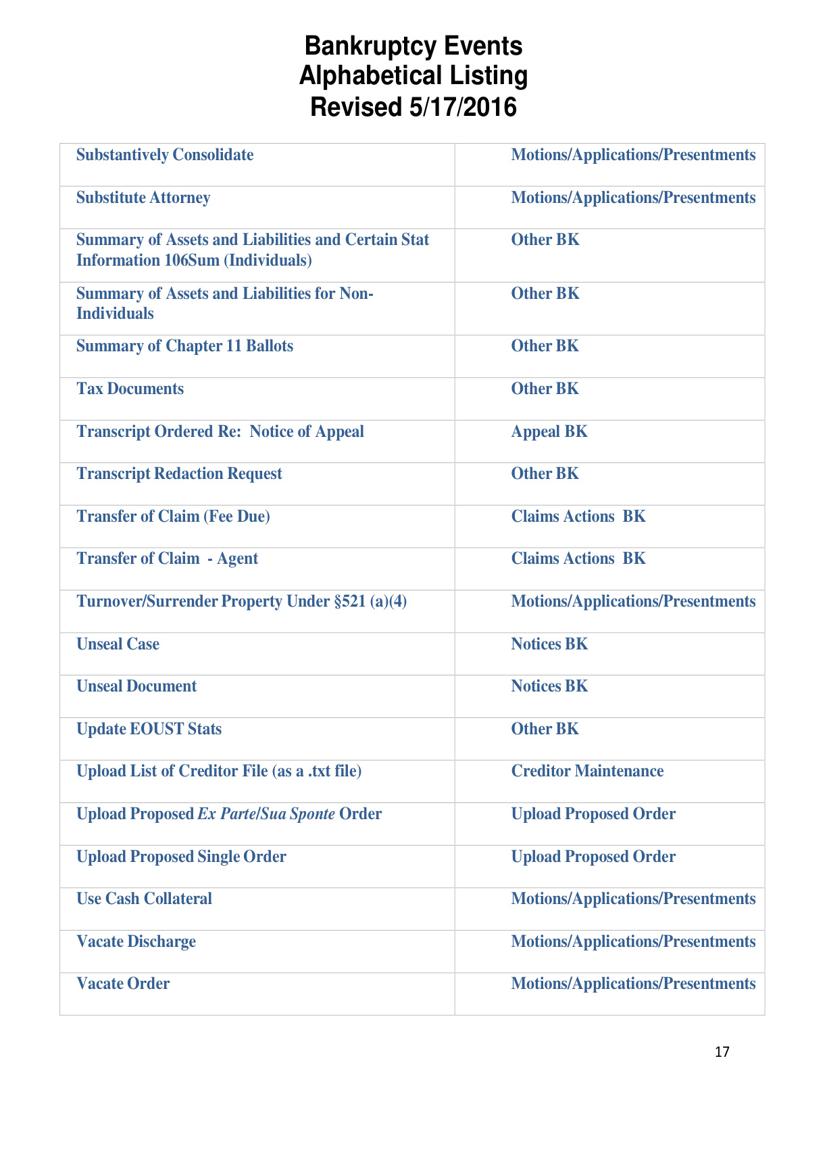 Bankruptcy Events
Alphabetical Listing
Revised 5/17/2016
Substantively Consolidate Motions/Applications/Presentments
Substitute Attorney Motions/Applications/Presentments
Summary of Assets and Liabilities and Certain Stat Other BK
Information 106Sum (Individuals)
Summary of Assets and Liabilities for Non- Other BK
Individuals
Summary of Chapter 11 Ballots Other BK
Tax Documents Other BK
Transcript Ordered Re:  Notice of Appeal Appeal BK
Transcript Redaction Request Other BK
Transfer of Claim (Fee Due) Claims Actions  BK
Transfer of Claim  - Agent Claims Actions  BK
Turnover/Surrender Property Under §521 (a)(4) Motions/Applications/Presentments
Unseal Case Notices BK
Unseal Document Notices BK
Update EOUST Stats Other BK
Upload List of Creditor File (as a .txt file) Creditor Maintenance
Upload Proposed Ex Parte/Sua Sponte Order Upload Proposed Order
Upload Proposed Single Order Upload Proposed Order
Use Cash Collateral Motions/Applications/Presentments
Vacate Discharge Motions/Applications/Presentments
Vacate Order Motions/Applications/Presentments
17